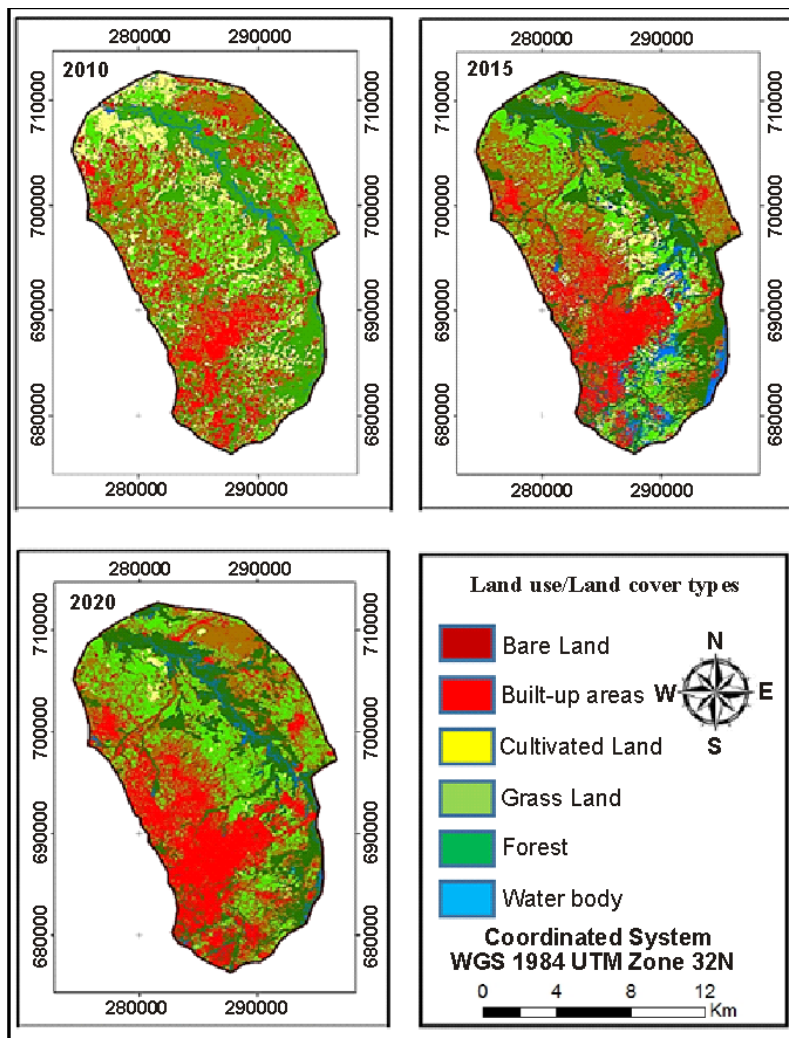 280000 290000
2010
710000
710000
700000
700000
690000
690000
680000
680000
280000 290000
280000 290000
2015
710000
710000
700000
700000
690000
690000
680000
680000
280000 290000
280000 290000
2020
710000
710000
700000
700000
690000
690000
680000
680000
280000 290000
Land use/Land cover types
Bare Land
Built-up areas
Cultivated Land
Grass Land
Forest
Water body
N
W E
S
Coordinated System
WGS 1984 UTM Zone 32N
0 2 4 8 12
Km